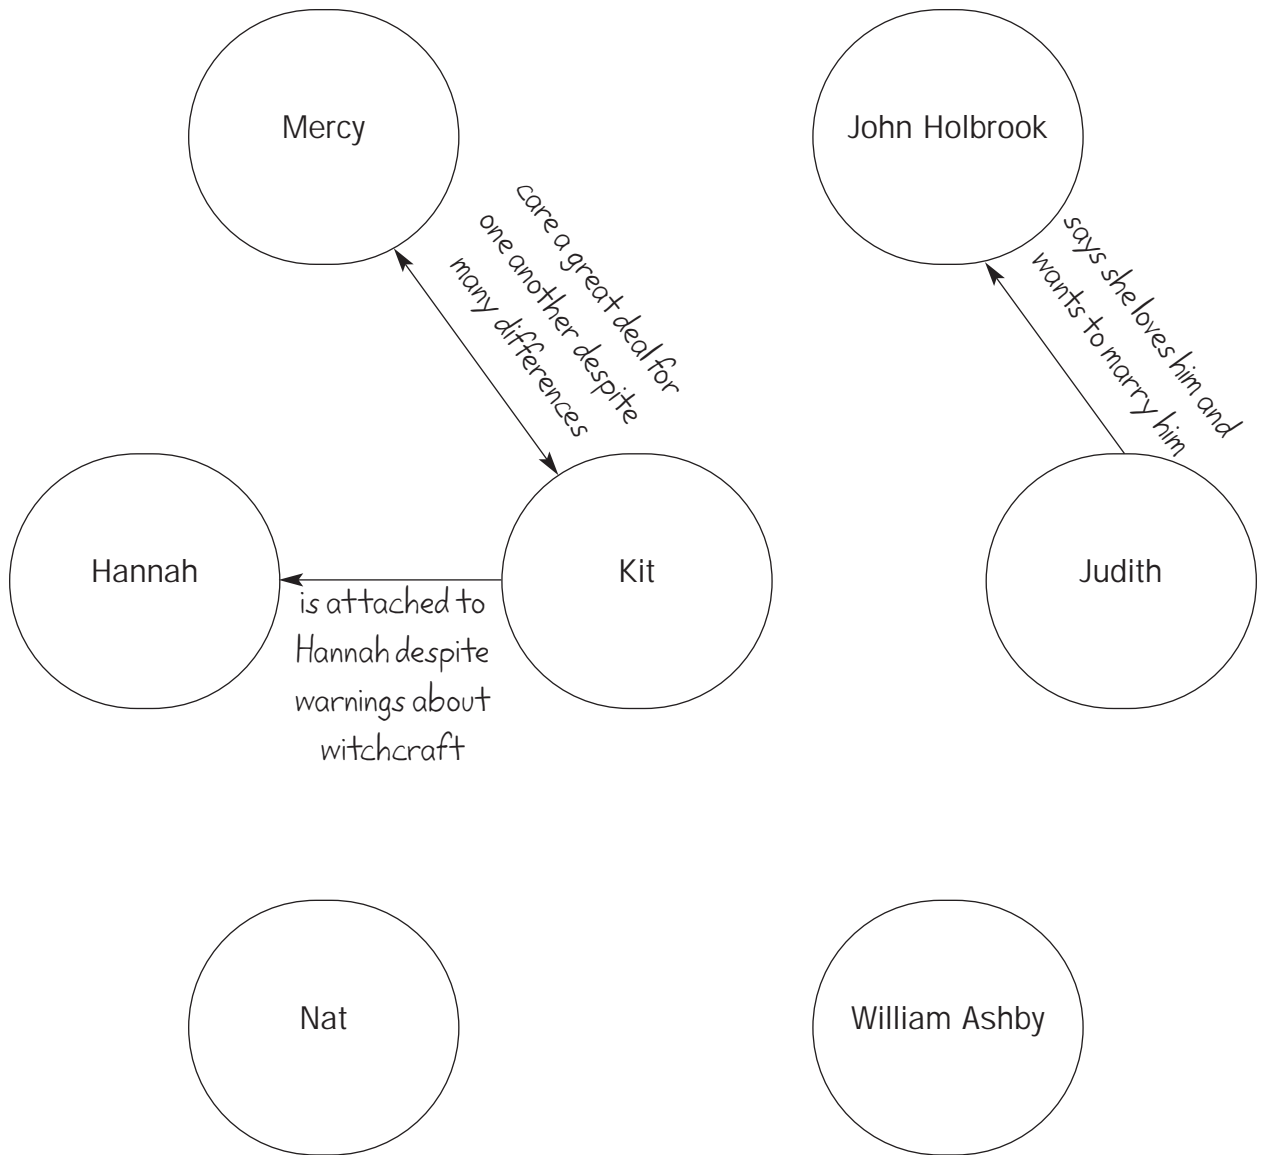 Mercy
John Holbrook
care a great deal for
one another despite
many differences
says she loves him and
wants to marry him
Hannah
Kit
Judith
is attached to
Hannah despite
warnings about
witchcraft
Nat
William Ashby